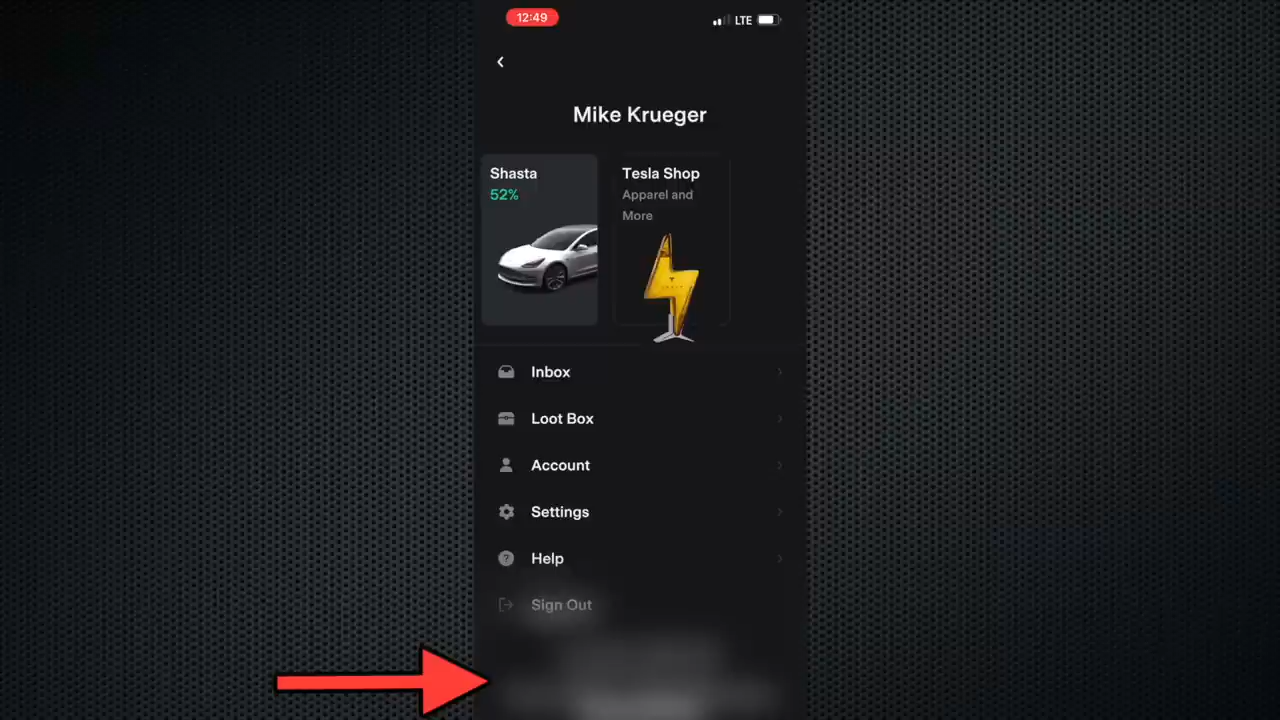 12:49
LTE
Mike Krueger
Shasta
52%
Tesla Shop
Apparel and
More
Inbox
Loot Box
Account
Settings
Help
Sign Out